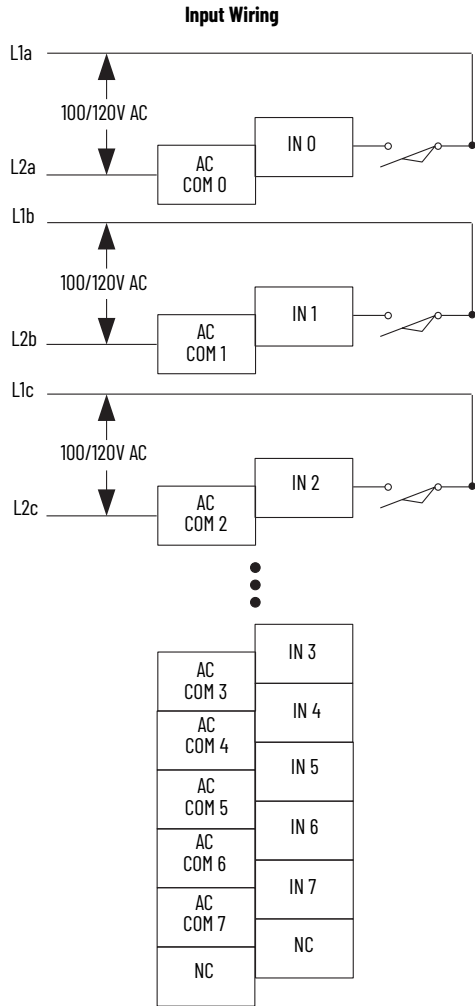 Input Wiring
L1a
100/120V AC
IN 0
L2a
AC
COM 0
L1b
100/120V AC
IN 1
L2b
AC
COM 1
L1c
100/120V AC
IN 2
L2c
AC
COM 2
IN 3
AC
COM 3
IN 4
AC
COM 4
IN 5
AC
COM 5
IN 6
AC
COM 6
IN 7
AC
COM 7
NC
NC